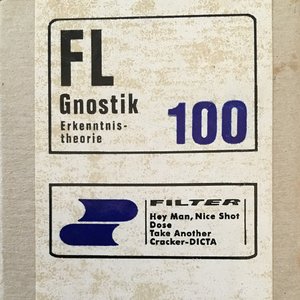 FL
Gnostik
Erkenntnis-
theorie
100
FILTER
Hey Man, Nice Shot
Dose
Take Another
Cracker-DICTA